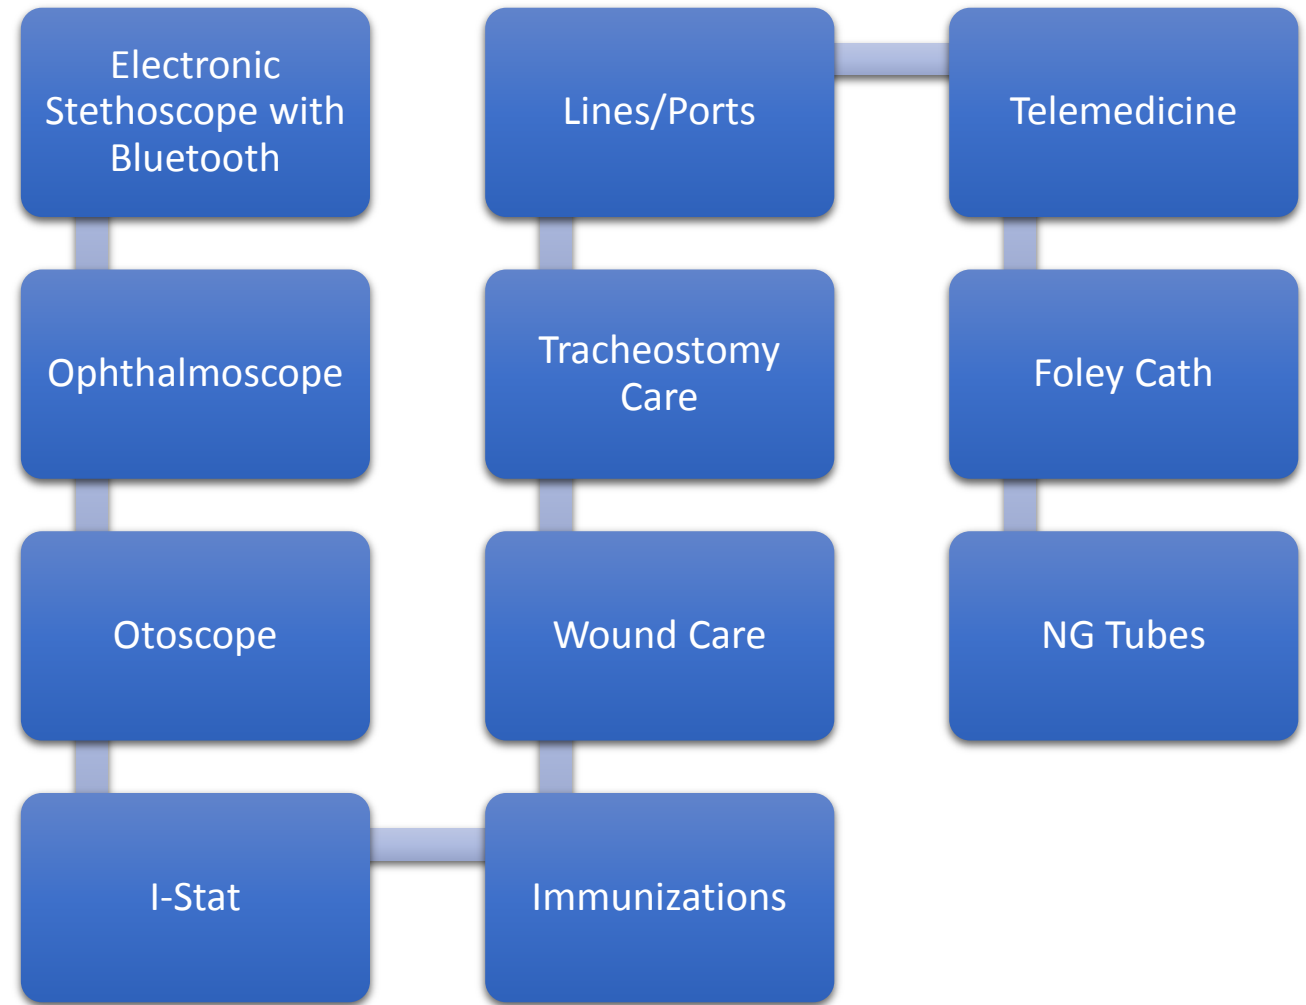 Electronic
Stethoscope with
Bluetooth
Ophthalmoscope
Otoscope
I-Stat
Immunizations
Wound Care
Tracheostomy
Care
Lines/Ports
Telemedicine
Foley Cath
NG Tubes